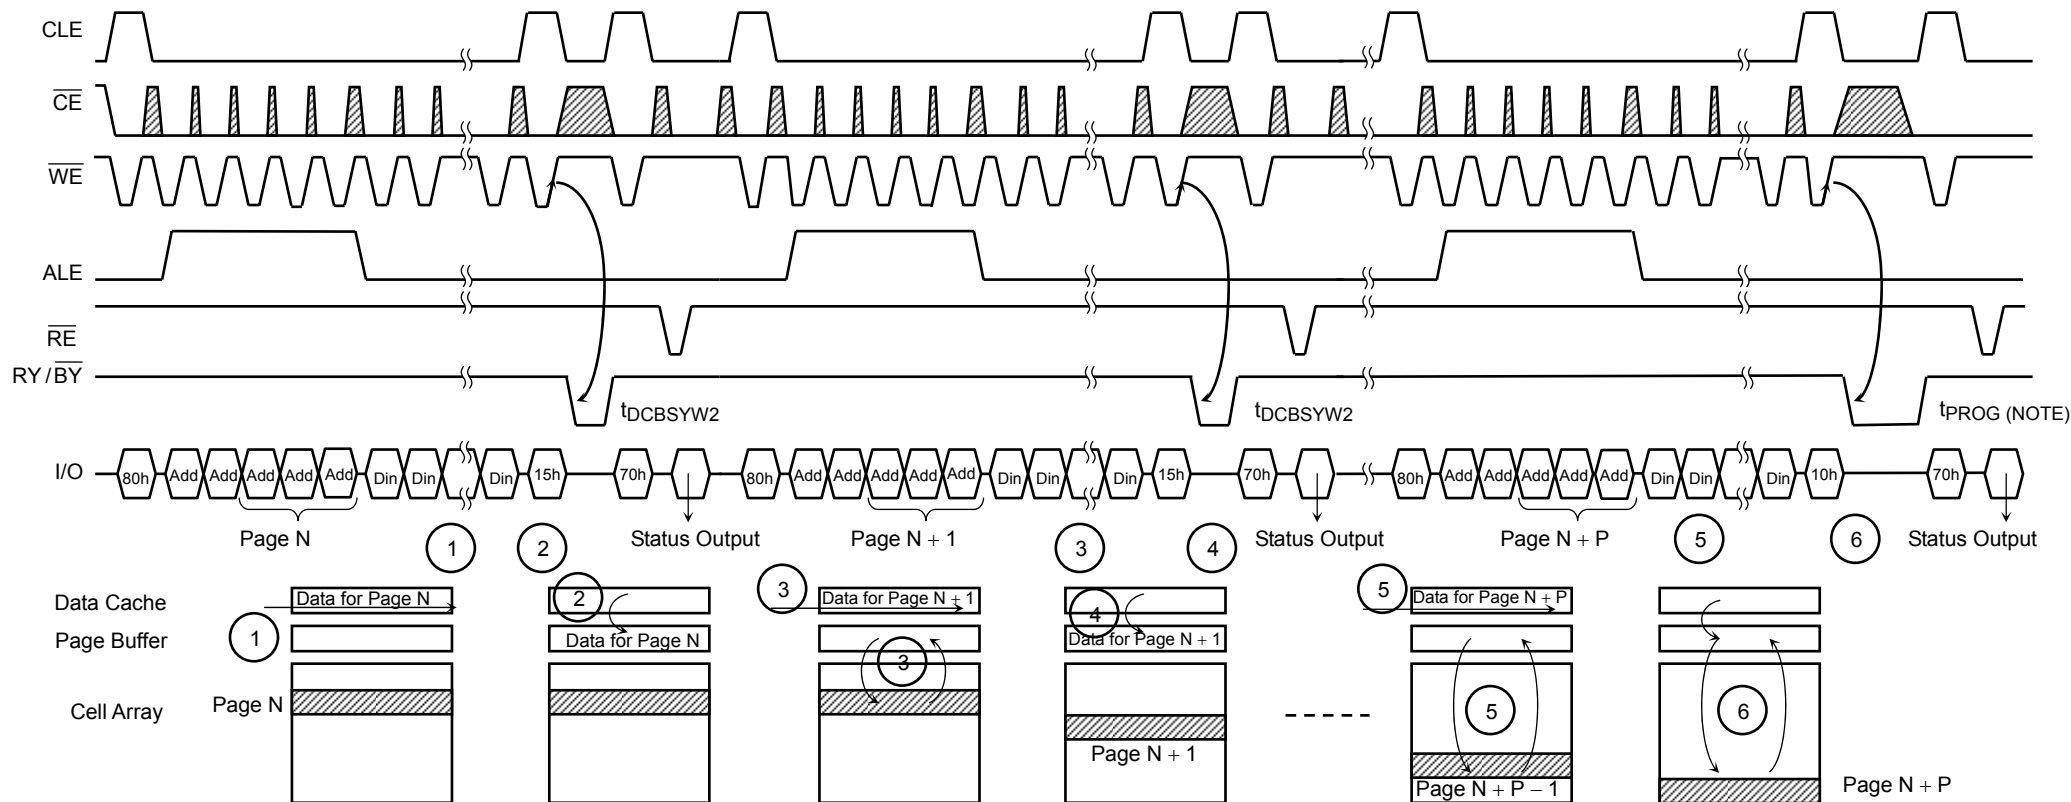 CLE
CE
WE
ALE
RE
RY / BY
tDCBSYW2 tDCBSYW2 tPROG (NOTE)
I/O 80h Add Add Add Add Add Din Din Din 15h 70h 80h Add Add Add Add Add Din Din Din 15h 70h 80h Add Add Add Add Add Din Din Din 10h 70h
Page N 1 2 Status Output Page N + 1 3 4 Status Output Page N + P 5 6 Status Output
Data Cache Data for Page N 2 3 Data for Page N + 1 4 5 Data for Page N + P
Page Buffer 1 Data for Page N 3 Data for Page N + 1
Cell Array Page N 5 6
Page N + 1
Page N + P − 1 Page N + P